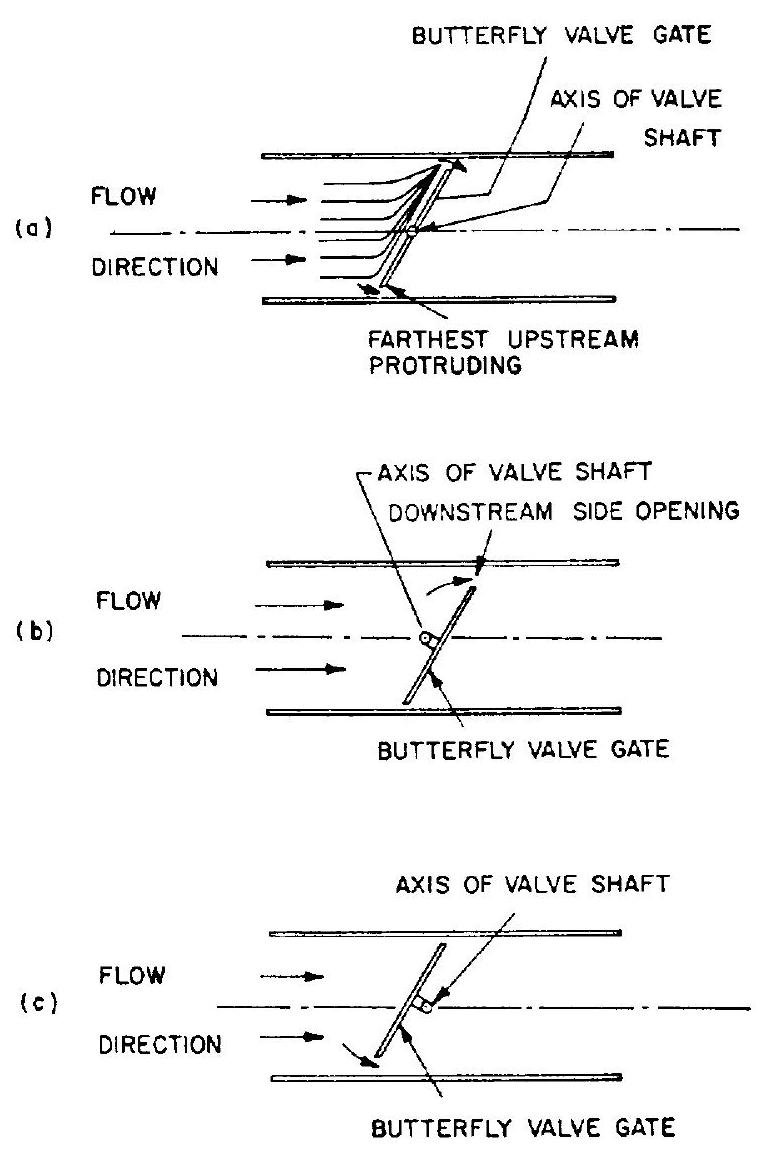 BUTTERFLY VALVE GATE
AXIS OF VALVE
SHAFT
FLOW
(a)
DIRECTION
FARTHEST UPSTREAM
PROTRUDING
AXIS OF VALVE SHAFT
DOWNSTREAM SIDE OPENING
FLOW
(b)
DIRECTION
BUTTERFLY VALVE GATE
AXIS OF VALVE SHAFT
FLOW
(c)
DIRECTION
BUTTERFLY VALVE GATE